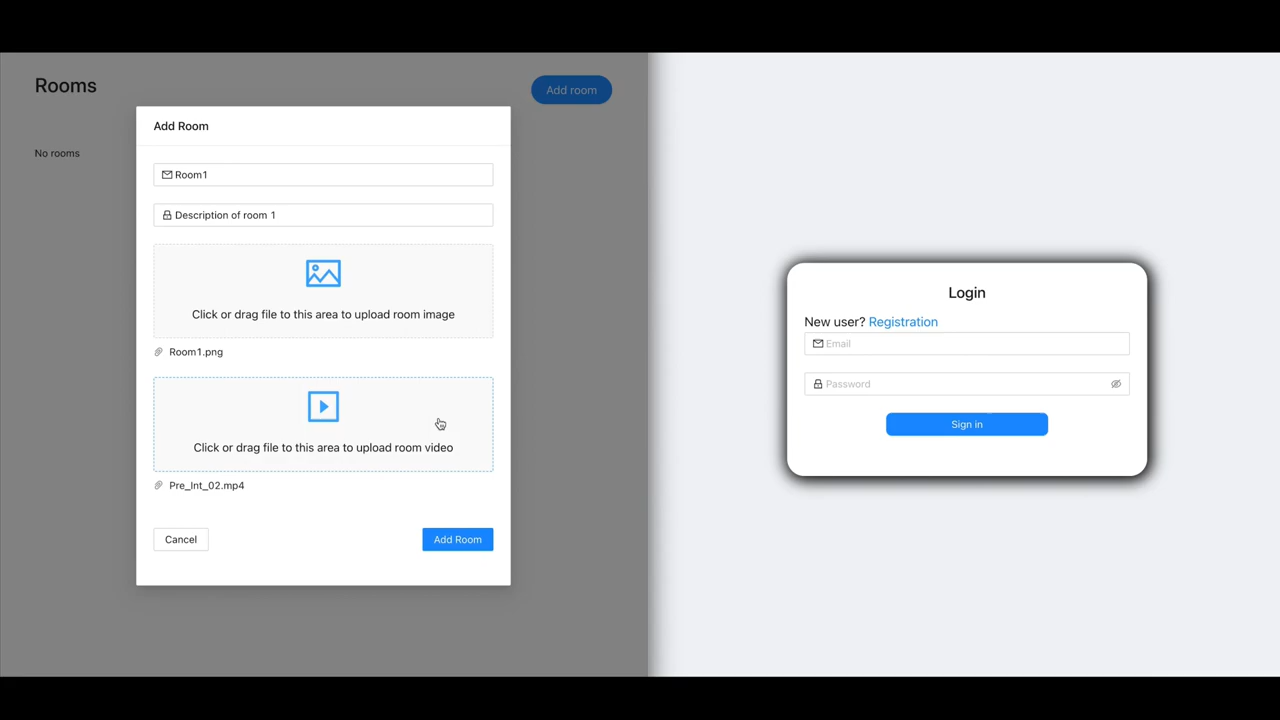 Rooms
Add room
No rooms
Add Room
Room1
Description of room 1
Click or drag file to this area to upload room image
Room1.png
Click or drag file to this area to upload room video
Pre_Int_02.mp4
Cancel
Add Room
Login
New user? Registration
Email
Password
Sign in